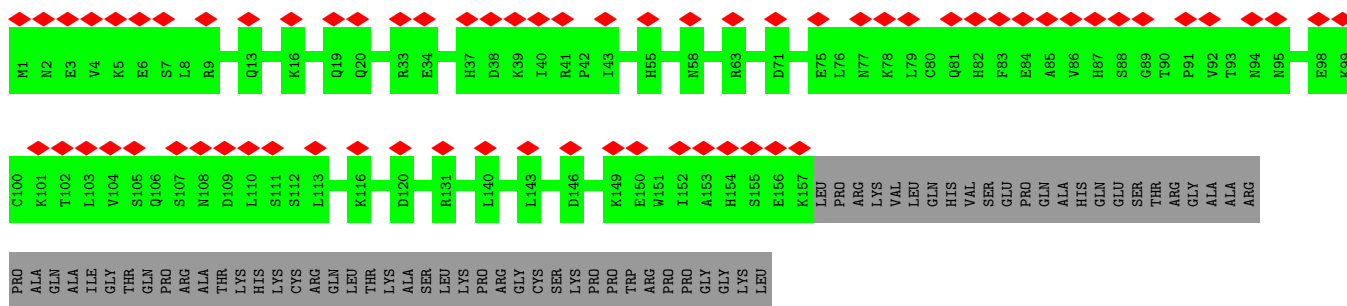 M1 N2 E3 V4 K5 E6 S7 L8 R9 Q13 K16 Q19 Q20 R33 E34 H37 D38 K39 I40 R41 P42 I43 H55 N58 R63 D71 E75 L76 N77 K78 L79 C80 Q81 H82 F83 E84 A85 V86 H87 S88 G89 T90 P91 V92 T93 N94 N95 E98 K99
C100 K101 T102 L103 V104 S105 Q106 S107 N108 D109 L110 S111 S112 L113 K116 D120 R131 L140 L143 D146 K149 E150 W151 I152 A153 H154 S155 E156 K157 LEU PRO ARG LYS VAL LEU GLN HIS VAL SER GLU PRO GLN ALA HIS GLN GLU SER THR ARG GLY ALA ALA ARG
PRO ALA GLN ALA ILE GLY THR GLN PRO ARG ALA THR LYS HIS LYS CYS ARG GLN LEU THR LYS ALA SER LEU LYS PRO ARG GLY CYS SER LYS PRO PRO TRP ARG PRO PRO GLY GLY LYS LEU